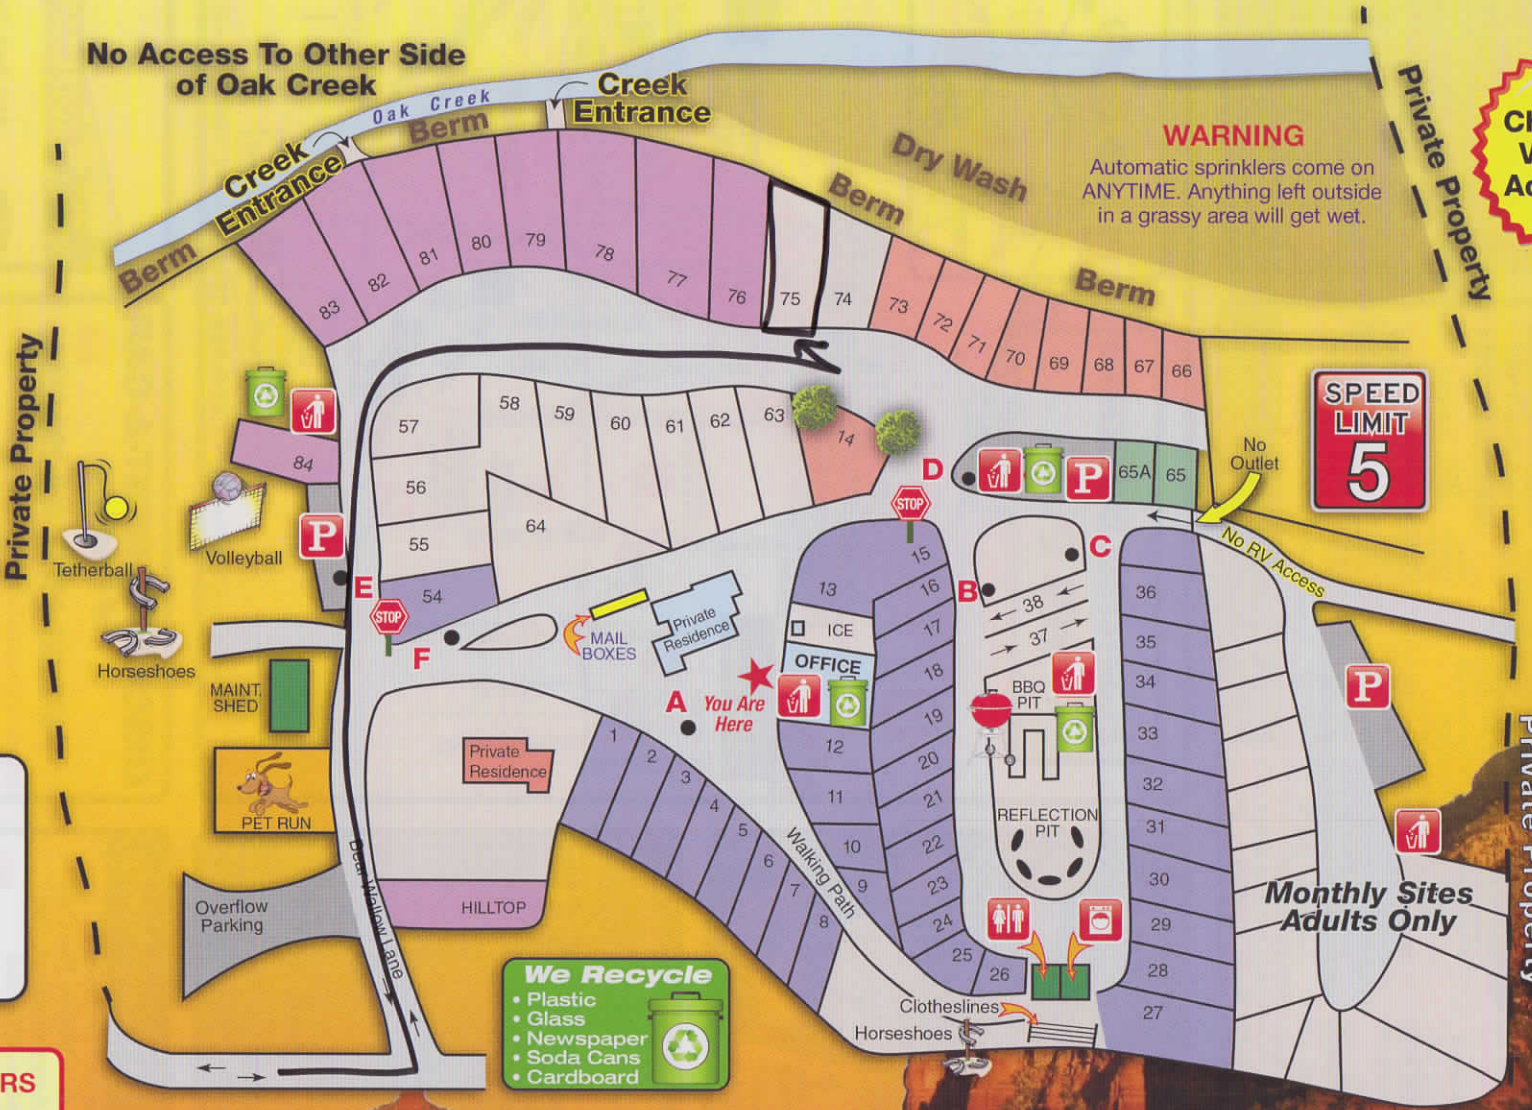 No Access To Other Side
of Oak Creek
Oak Creek
Creek
Entrance
Berm
Creek
Entrance
Berm
Dry Wash
Berm
Berm
WARNING
Automatic sprinklers come on
ANYTIME. Anything left outside
in a grassy area will get wet.
Private Property
Private Property
83
82
81
80
79
78
77
76
75
74
73
72
71
70
69
68
67
66
SPEED
LIMIT
5
No
Outlet
No RV Access
57
58
59
60
61
62
63
14
56
55
64
54
84
P
Volleyball
Tetherball
Horseshoes
E
STOP
F
D
STOP
P
65A
65
C
B
MAIL
BOXES
Private
Residence
A
You Are
Here
13
ICE
OFFICE
12
11
10
9
15
16
17
18
19
20
21
22
23
24
25
26
38
37
BBQ
PIT
REFLECTION
PIT
36
35
34
33
32
31
30
29
28
27
P
Monthly Sites
Adults Only
Private Property
MAINT.
SHED
PET RUN
Private
Residence
HILLTOP
1
2
3
4
5
6
7
8
Walking Path
Overflow
Parking
Bear Wallow Lane
We Recycle
• Plastic
• Glass
• Newspaper
• Soda Cans
• Cardboard
Clotheslines
Horseshoes
RS